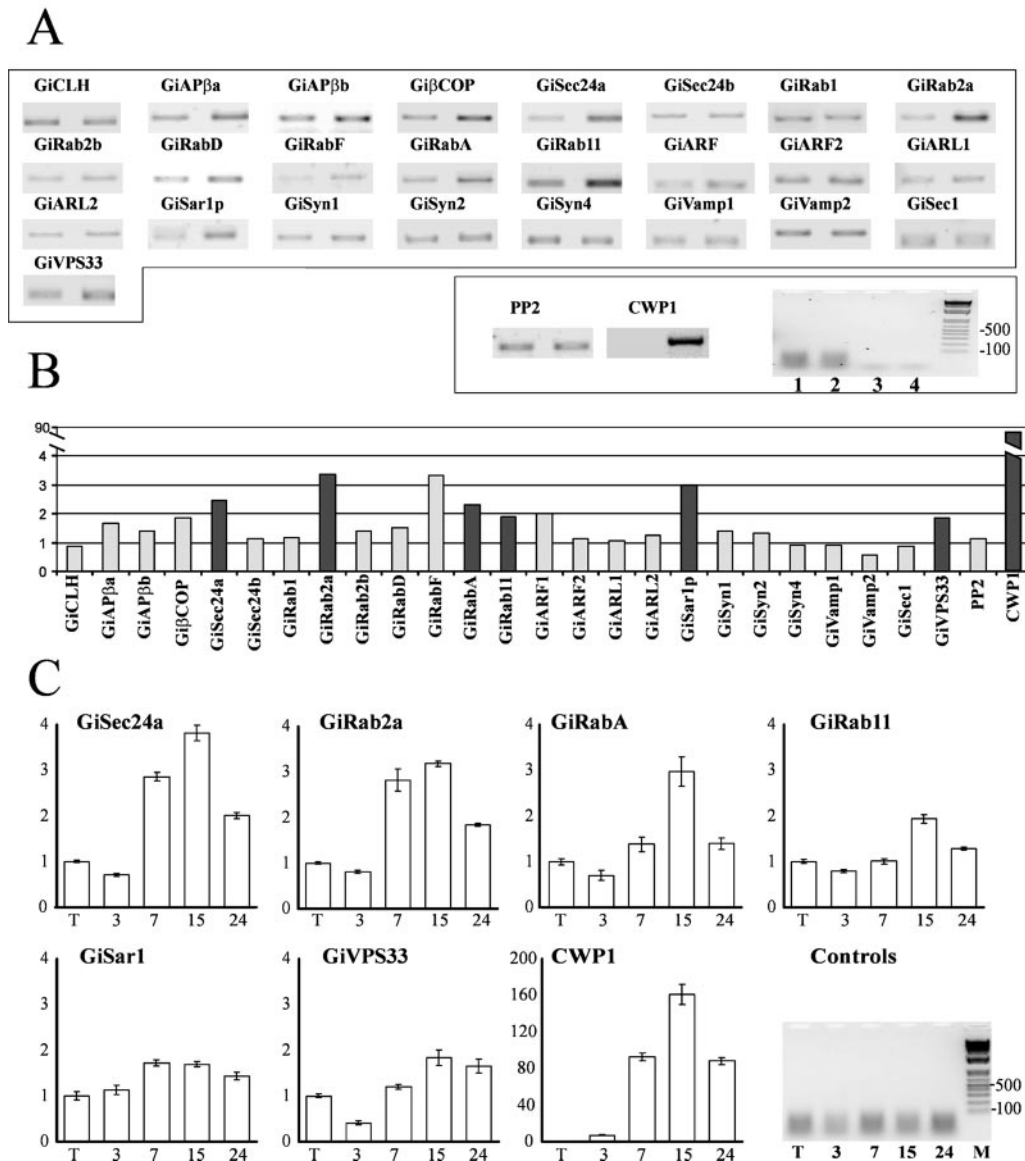 A
GiCLH GiAPβa GiAPβb GiβCOP GiSec24a GiSec24b GiRab1 GiRab2a
GiRab2b GiRabD GiRabF GiRabA GiRab11 GiARF GiARF2 GiARL1
GiARL2 GiSar1p GiSyn1 GiSyn2 GiSyn4 GiVamp1 GiVamp2 GiSec1
GiVPS33
PP2 CWP1
-500
-100
1 2 3 4
B
90
4
3
2
1
0
GiCLH GiAPβa GiAPβb GiβCOP GiSec24a GiSec24b GiRab1 GiRab2a GiRab2b GiRabD GiRabF GiRabA GiRab11 GiARF1 GiARF2 GiARL1 GiARL2 GiSar1p GiSyn1 GiSyn2 GiSyn4 GiVamp1 GiVamp2 GiSec1 GiVPS33 PP2 CWP1
C
GiSec24a
4
3
2
1
0
T 3 7 15 24
GiRab2a
4
3
2
1
0
T 3 7 15 24
GiRabA
4
3
2
1
0
T 3 7 15 24
GiRab11
4
3
2
1
0
T 3 7 15 24
GiSar1
4
3
2
1
0
T 3 7 15 24
GiVPS33
4
3
2
1
0
T 3 7 15 24
CWP1
200
160
120
80
40
0
T 3 7 15 24
Controls
-500
-100
T 3 7 15 24 M